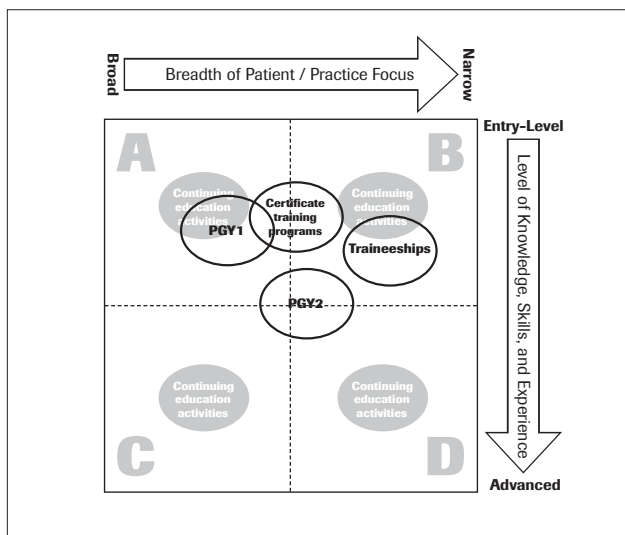 Broad
Breadth of Patient / Practice Focus
Narrow
Entry-Level
Level of Knowledge, Skills, and Experience
Advanced
A
B
Continuing
education
activities
PGY1
Certificate
training
programs
Continuing
education
activities
Traineeships
PGY2
Continuing
education
activities
Continuing
education
activities
C
D